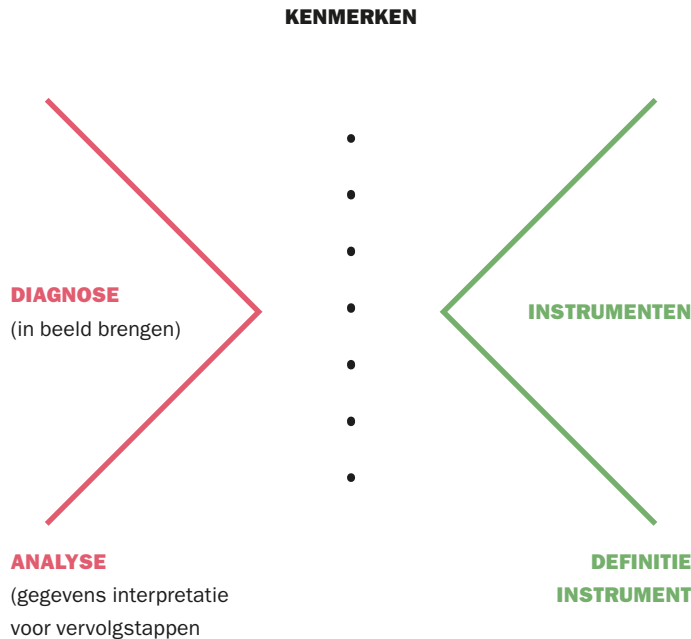 KENMERKEN
DIAGNOSE
(in beeld brengen)
INSTRUMENTEN
ANALYSE
(gegevens interpretatie
voor vervolgstappen
DEFINITIE
INSTRUMENT